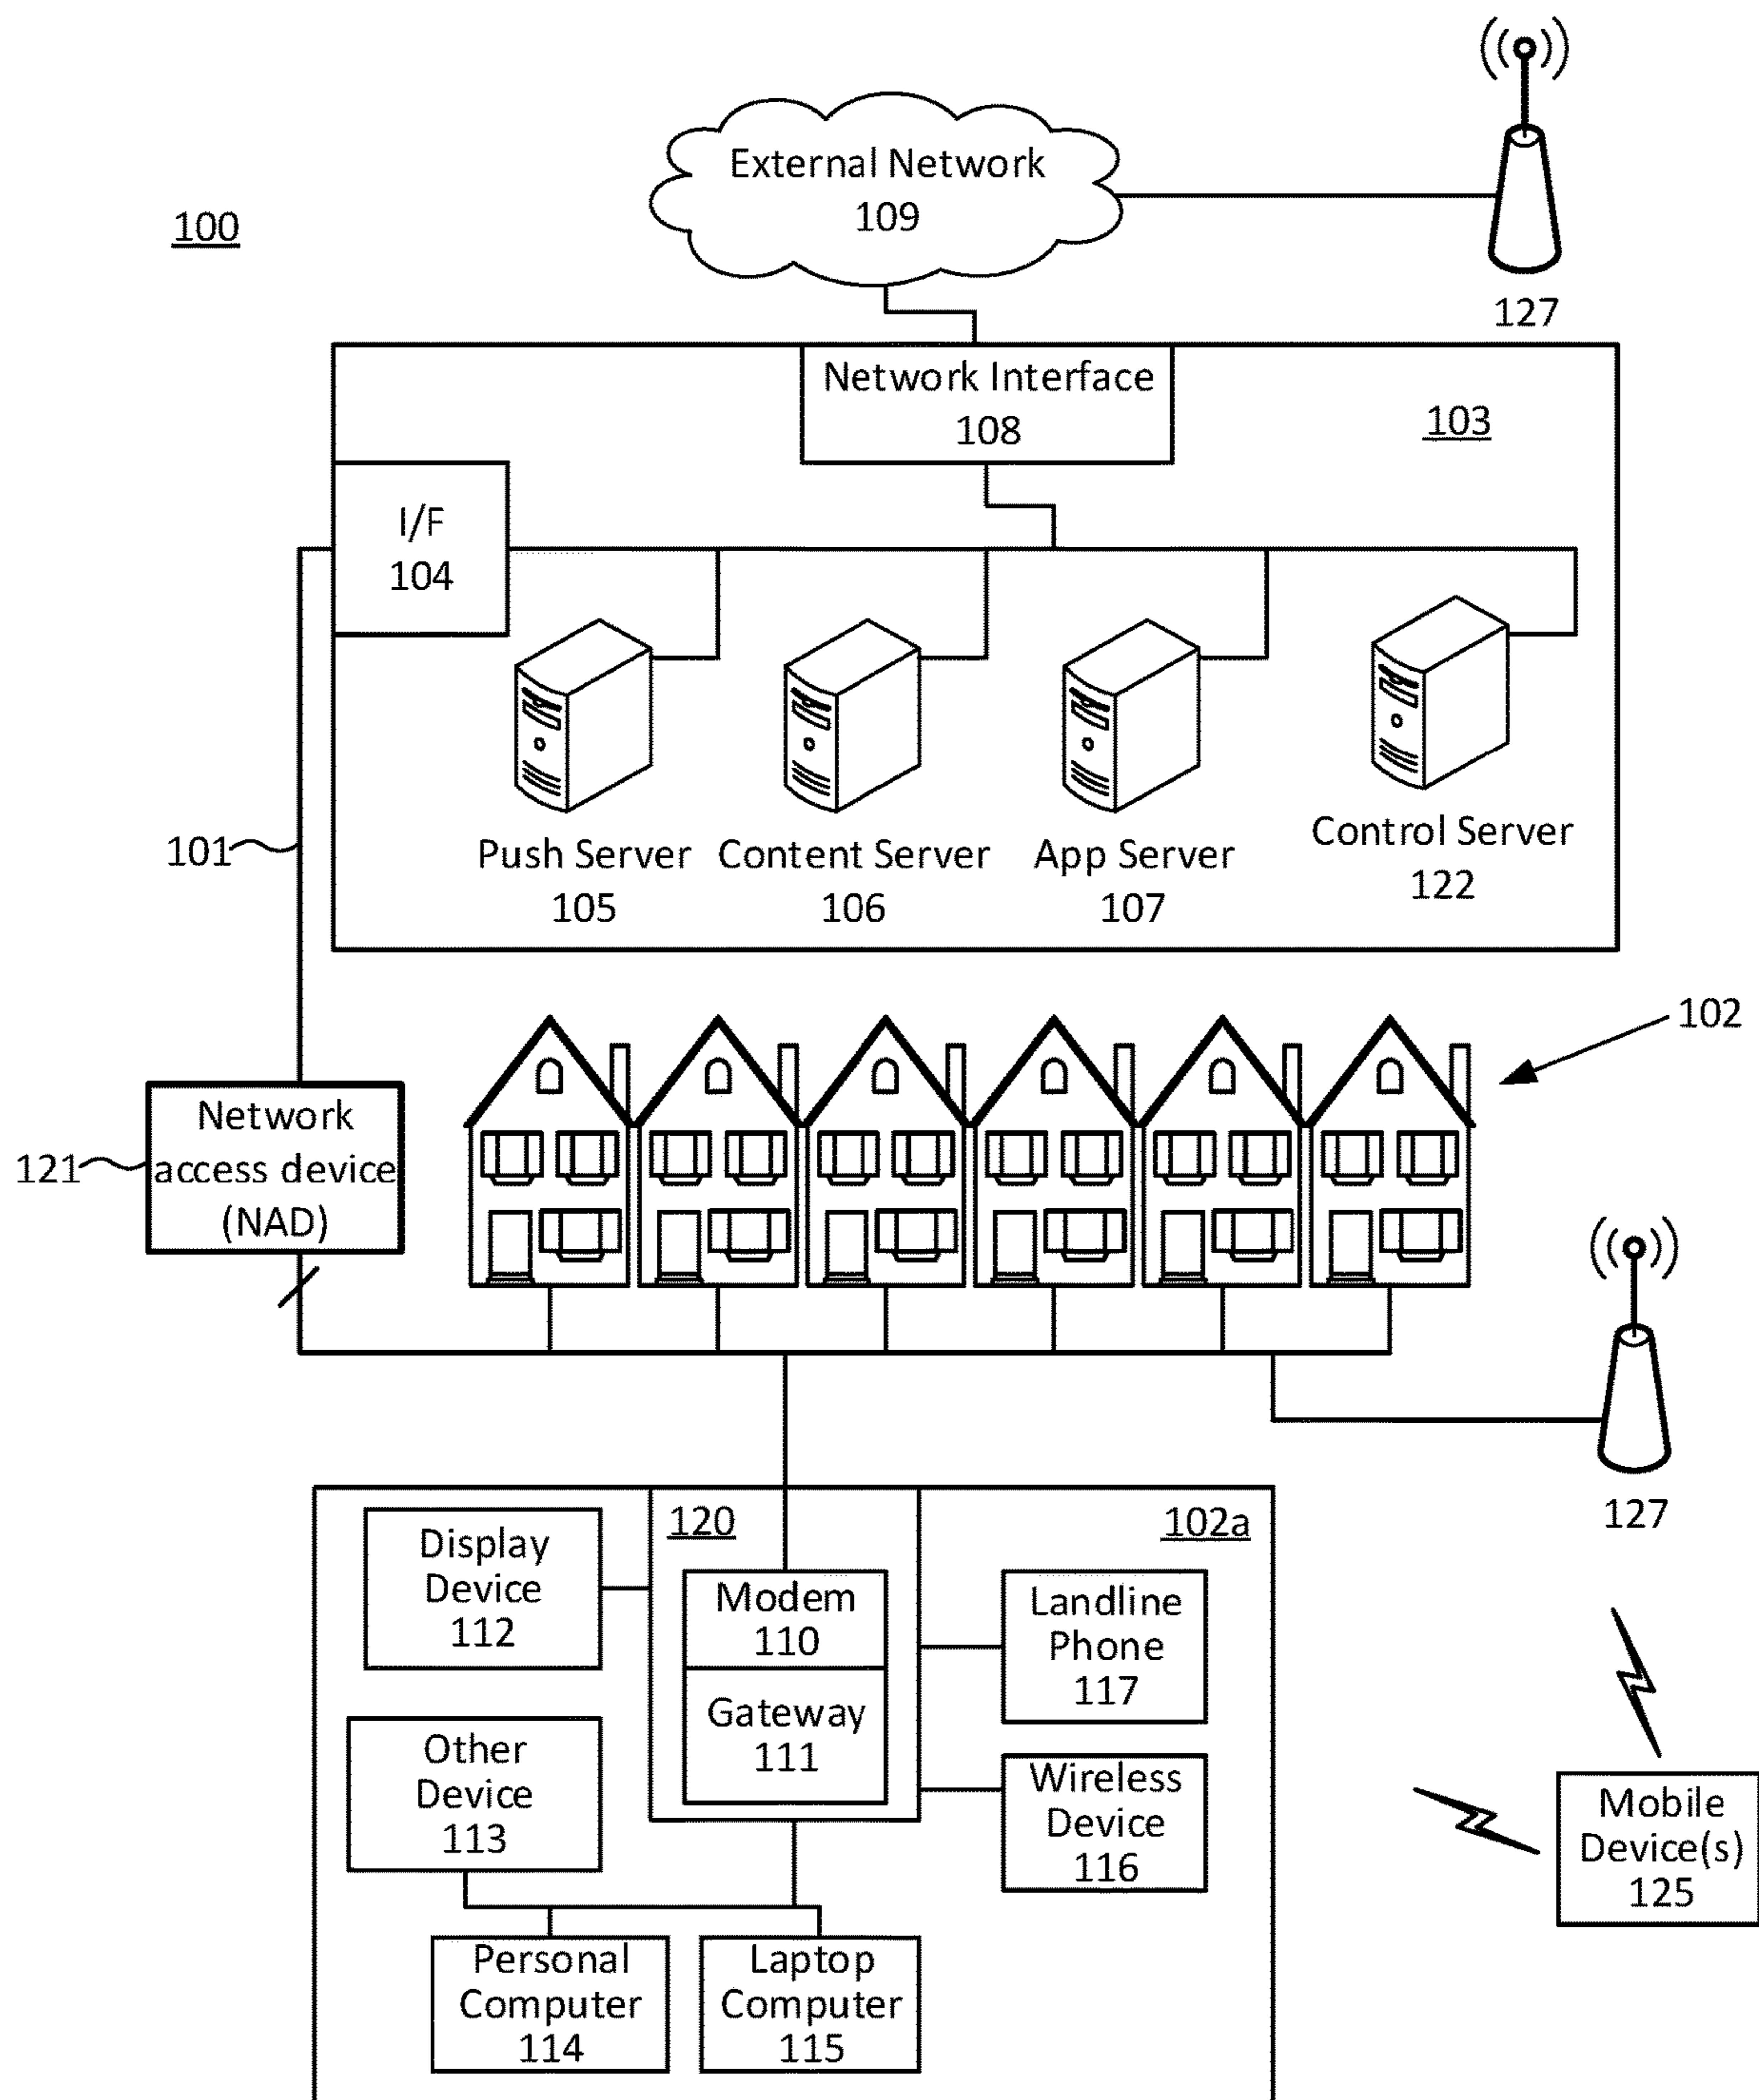 External Network
109
100
127
Network Interface
108
103
I/F
104
Push Server
105
Content Server
106
App Server
107
Control Server
122
101
102
Network
access device
(NAD)
121
127
120
102a
Display
Device
112
Modem
110
Gateway
111
Landline
Phone
117
Other
Device
113
Wireless
Device
116
Mobile
Device(s)
125
Personal
Computer
114
Laptop
Computer
115